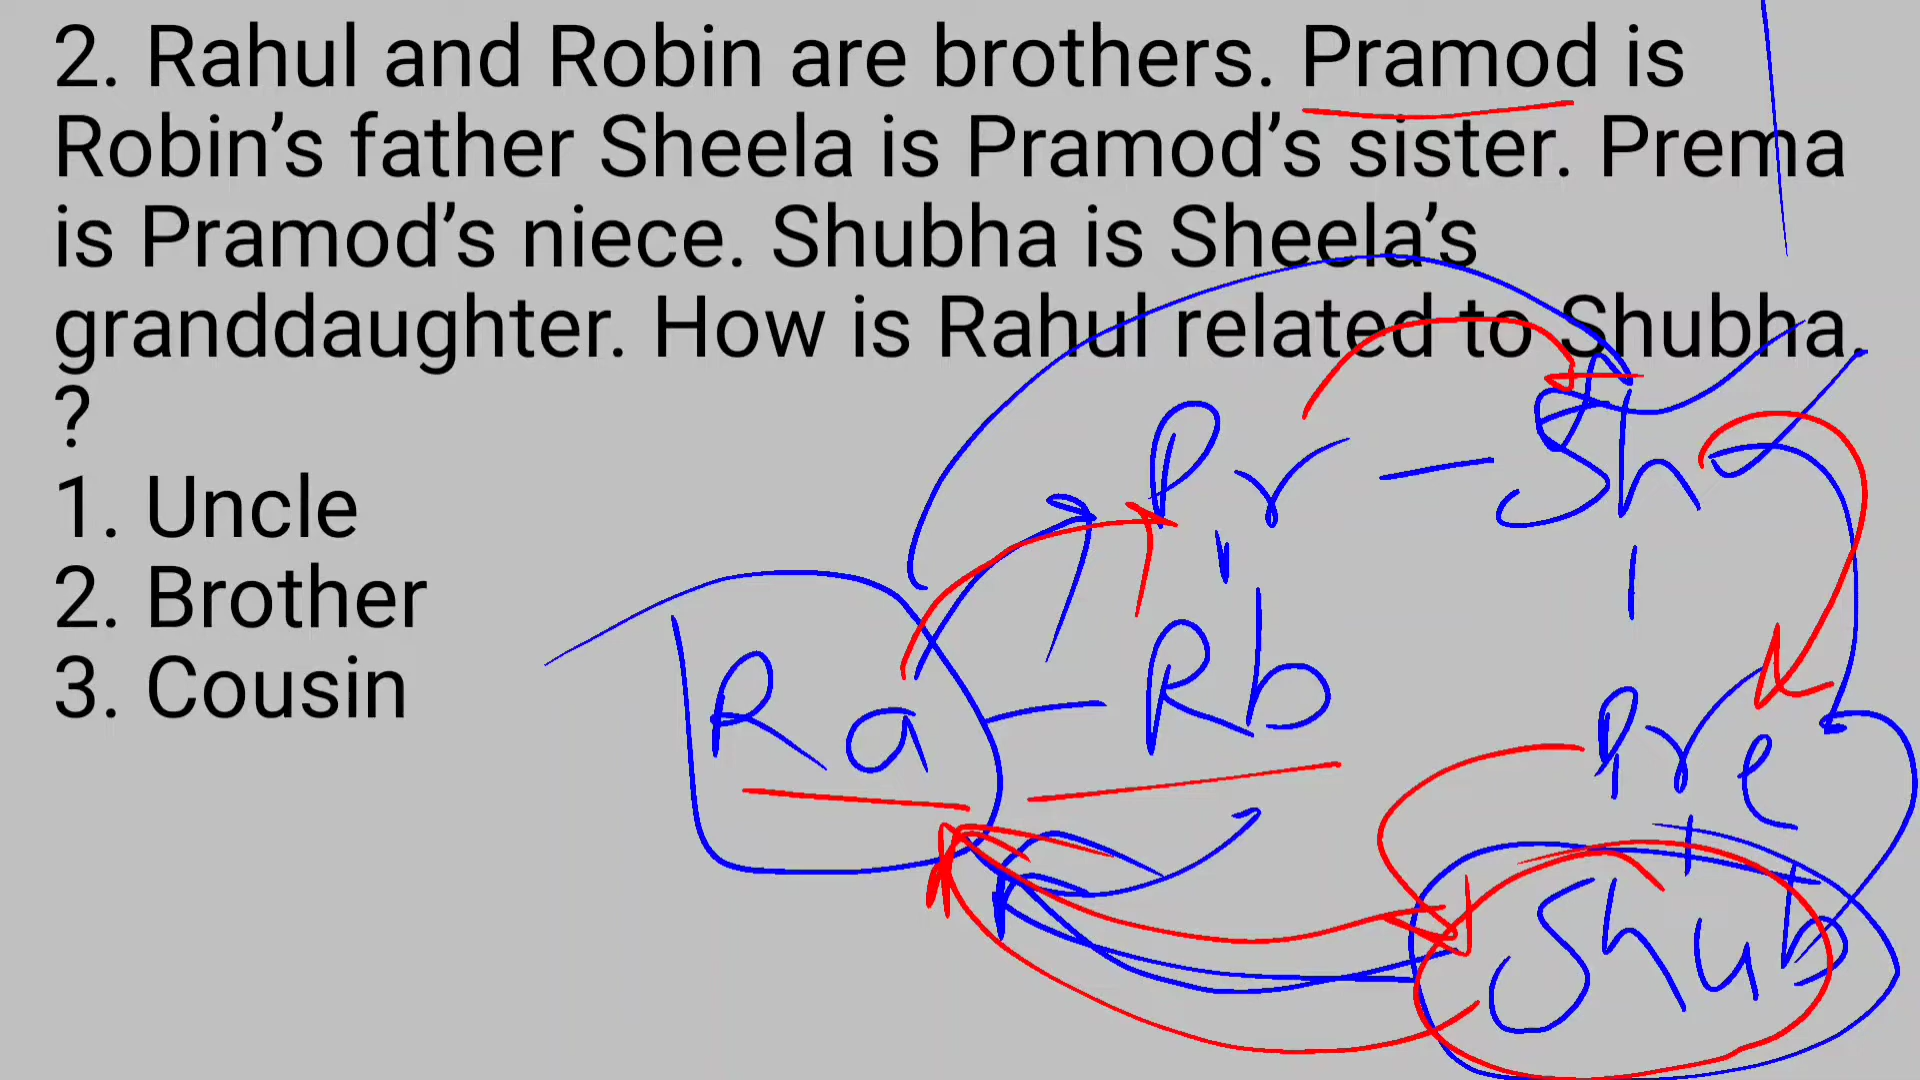 2. Rahul and Robin are brothers. Pramod is
Robin’s father Sheela is Pramod’s sister. Prema
is Pramod’s niece. Shubha is Sheela’s
granddaughter. How is Rahul related to Shubha.
?
1. Uncle
2. Brother
3. Cousin
Pr — Sh
Ra — Rb
Pre
Shub